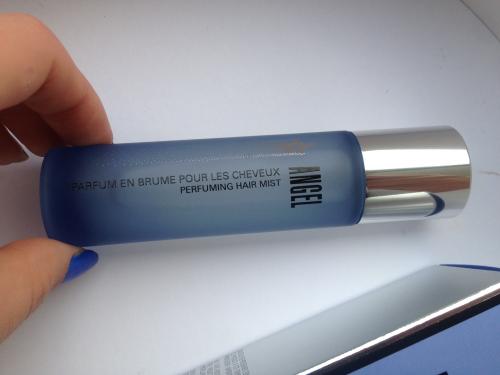 PARFUM EN BRUME POUR LES CHEVEUX
PERFUMING HAIR MIST
ANGEL